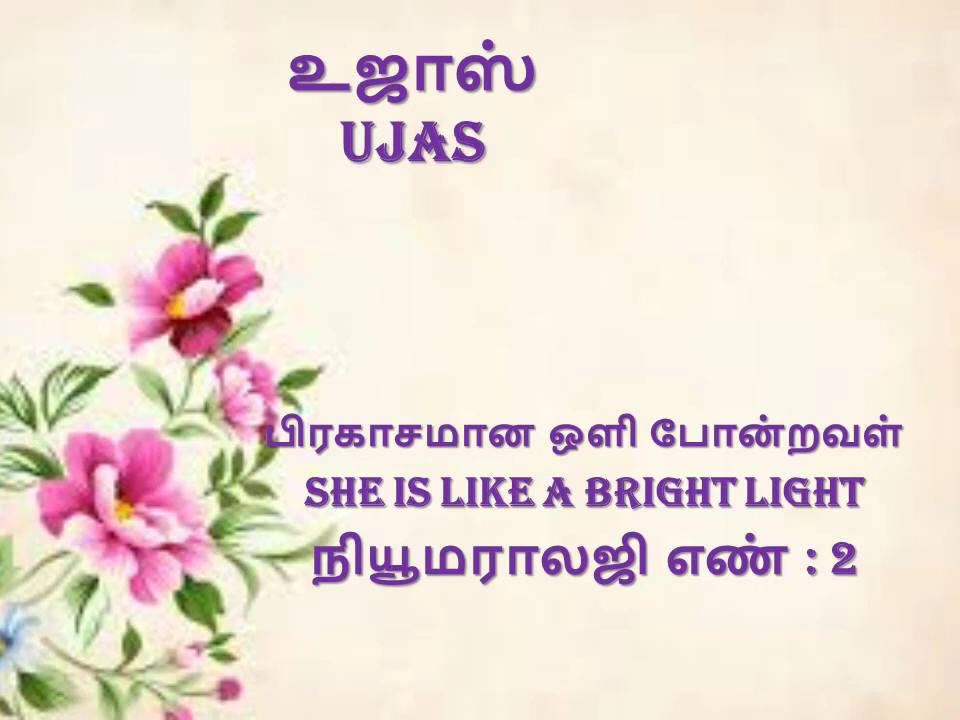 உஜாஸ்
UJAS
பிரகாசமான ஒளி போன்றவள்
SHE IS LIKE A BRIGHT LIGHT
நியூமராலஜி எண் : 2